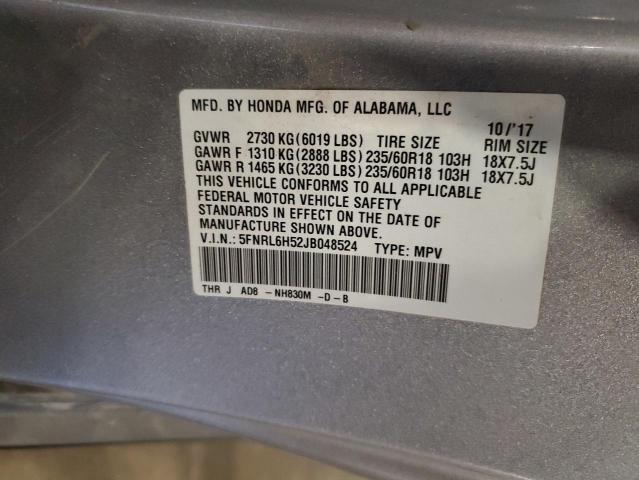 MFD. BY HONDA MFG. OF ALABAMA, LLC
10/'17
GVWR 2730 KG(6019 LBS) TIRE SIZE RIM SIZE
GAWR F 1310 KG(2888 LBS) 235/60R18 103H 18X7.5J
GAWR R 1465 KG(3230 LBS) 235/60R18 103H 18X7.5J
THIS VEHICLE CONFORMS TO ALL APPLICABLE
FEDERAL MOTOR VEHICLE SAFETY
STANDARDS IN EFFECT ON THE DATE OF
MANUFACTURE SHOWN ABOVE.
V.I.N.: 5FNRL6H52JB048524 TYPE: MPV
THR J AD8 -NH830M -D-B